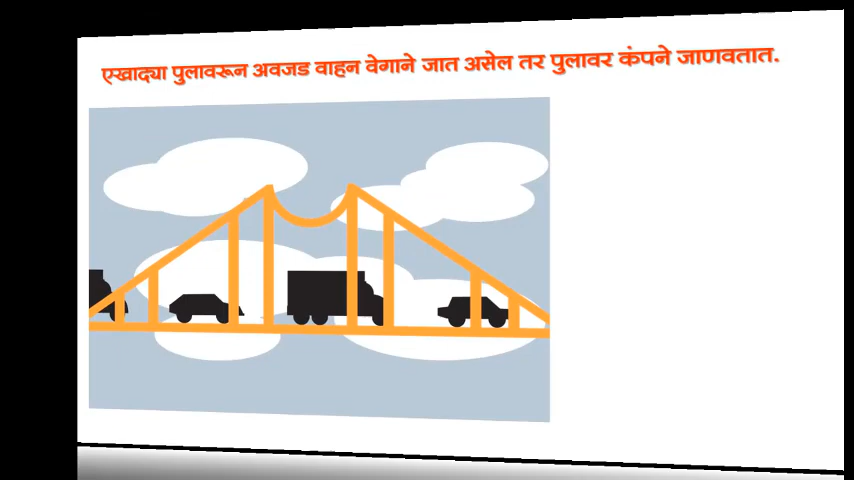 एखाद्या पुलावरून अवजड वाहन वेगाने जात असेल तर पुलावर कंपने जाणवतात.